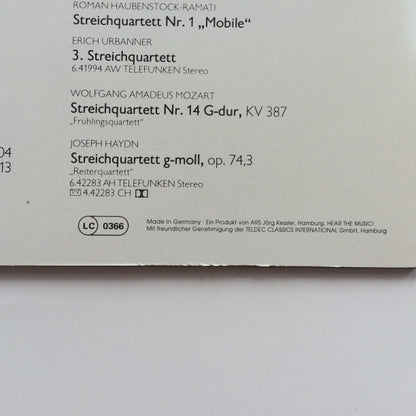 ROMAN HAUBENSTOCK-RAMATI
Streichquartett Nr. 1 „Mobile“
ERICH URBANNER
3. Streichquartett
6.41994 AW TELEFUNKEN Stereo
WOLFGANG AMADEUS MOZART
Streichquartett Nr. 14 G-dur, KV 387
„Frühlingsquartett“
04
JOSEPH HAYDN
13
Streichquartett g-moll, op. 74,3
„Reiterquartett“
6.42283 AH TELEFUNKEN Stereo
4.42283 CH
LC 0366
Made in Germany · Ein Produkt von ARS Jörg Kessler, Hamburg. HEAR THE MUSIC!
Mit freundlicher Genehmigung der TELDEC CLASSICS INTERNATIONAL GmbH, Hamburg